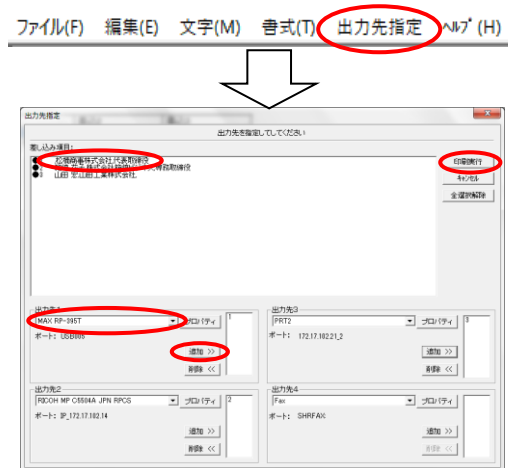 ファイル(F) 編集(E) 文字(M) 書式(T) 出力先指定 ヘルプ(H)
出力先指定
出力先を指定してしてください
差し込み項目:
松橋商事株式会社代表取締役
山田 宏山田工業株式会社
印刷実行
キャンセル
全選択解除
出力先1
MAX RP-395T プロパティ 1
ポート: USB005
追加 >>
削除 <<
出力先3
PRT2 プロパティ 3
ポート: 172.17.102.21_2
追加 >>
削除 <<
出力先2
RICOH MP C5504A JPN RPCS プロパティ 2
ポート: IP_172.17.102.14
追加 >>
削除 <<
出力先4
Fax プロパティ
ポート: SHRFAX:
追加 >>
削除 <<